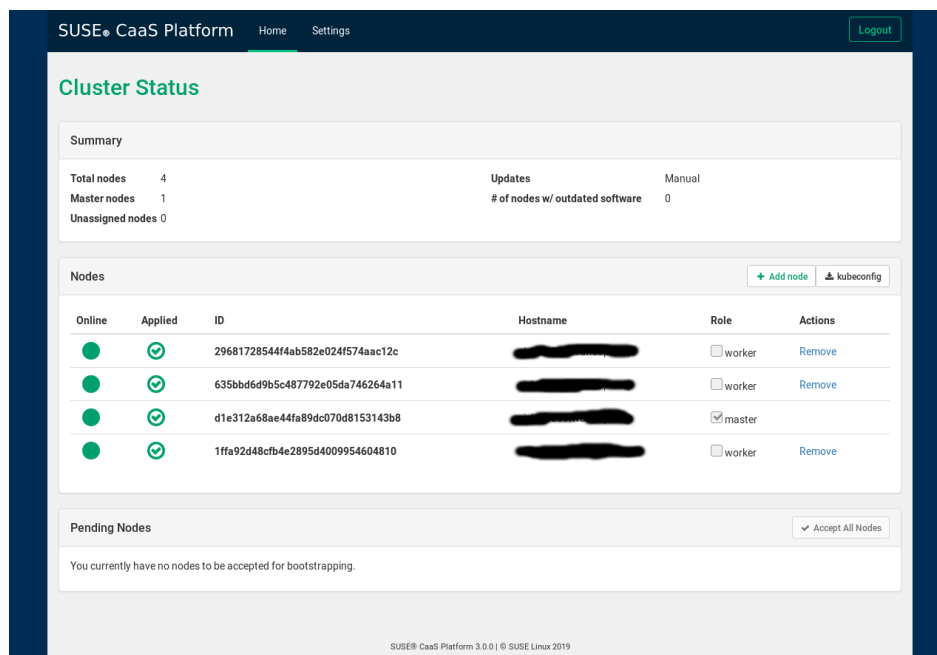 SUSE® CaaS Platform Home Settings Logout
Cluster Status
Summary
Total nodes 4 Updates Manual
Master nodes 1 # of nodes w/ outdated software 0
Unassigned nodes 0
Nodes + Add node kubeconfig
Online Applied ID Hostname Role Actions
29681728544f4ab582e024f574aac12c worker Remove
635bbd6d9b5c487792e05da746264a11 worker Remove
d1e312a68ae44fa89dc070d8153143b8 master
1ffa92d48cfb4e2895d4009954604810 worker Remove
Pending Nodes Accept All Nodes
You currently have no nodes to be accepted for bootstrapping.
SUSE® CaaS Platform 3.0.0 | © SUSE Linux 2019